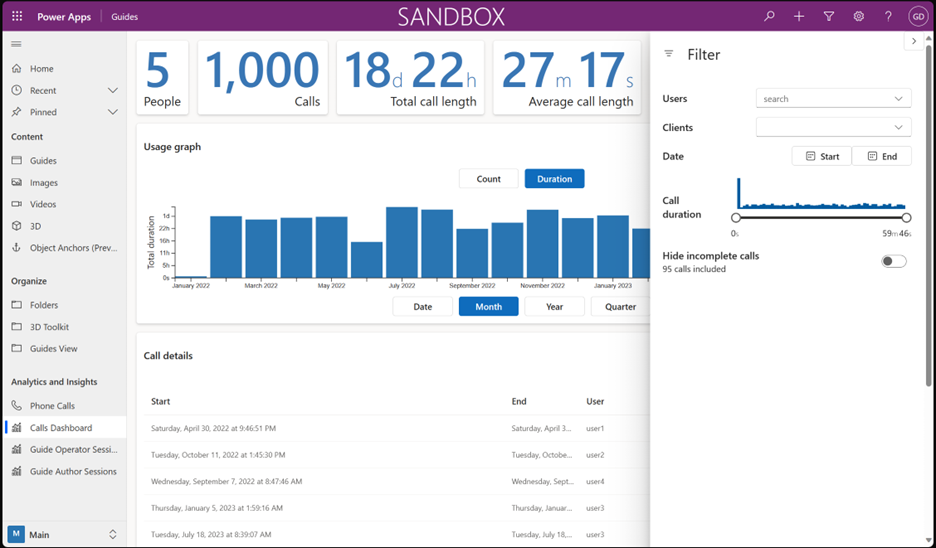 Power Apps
Guides
SANDBOX
GD
Home
Recent
Pinned
Content
Guides
Images
Videos
3D
Object Anchors (Prev...
Organize
Folders
3D Toolkit
Guides View
Analytics and Insights
Phone Calls
Calls Dashboard
Guide Operator Sessi...
Guide Author Sessions
M Main
5
People
1,000
Calls
18d 22h
Total call length
27m 17s
Average call length
Usage graph
Count Duration
Total duration
1d
22h
16h
11h
5h
0s
January 2022 March 2022 May 2022 July 2022 September 2022 November 2022 January 2023
Date Month Year Quarter
Call details
Start End User
Saturday, April 30, 2022 at 9:46:51 PM Saturday, April 3... user1
Tuesday, October 11, 2022 at 1:45:30 PM Tuesday, Octobe... user2
Wednesday, September 7, 2022 at 8:47:46 AM Wednesday, Sept... user4
Thursday, January 5, 2023 at 1:59:16 AM Thursday, Januar... user3
Tuesday, July 18, 2023 at 8:39:07 AM Tuesday, July 18,... user3
Filter
Users search
Clients
Date Start End
Call
duration
0s 59m 46s
Hide incomplete calls
95 calls included